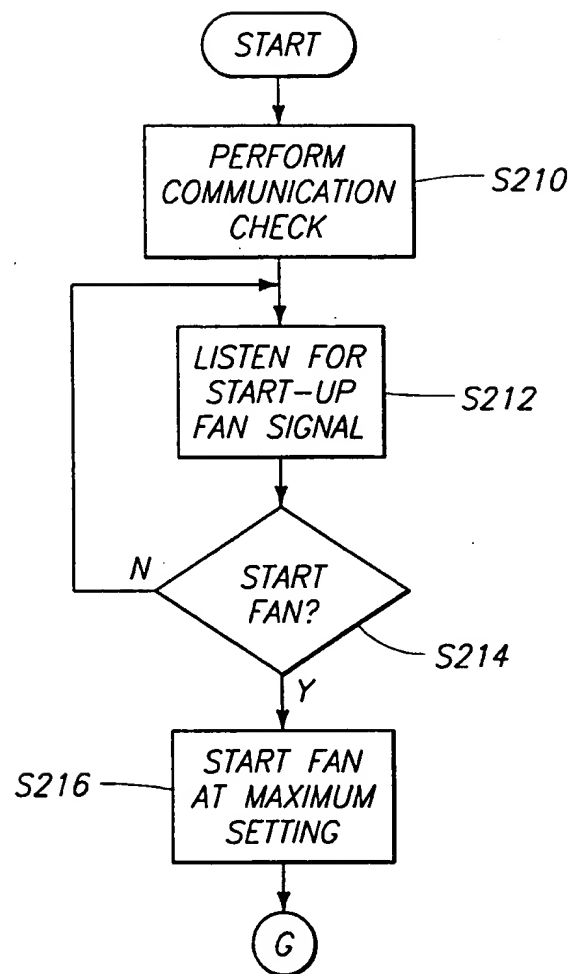 START
PERFORM
COMMUNICATION
CHECK
S210
LISTEN FOR
START-UP
FAN SIGNAL
S212
N
START
FAN?
S214
Y
S216
START FAN
AT MAXIMUM
SETTING
G